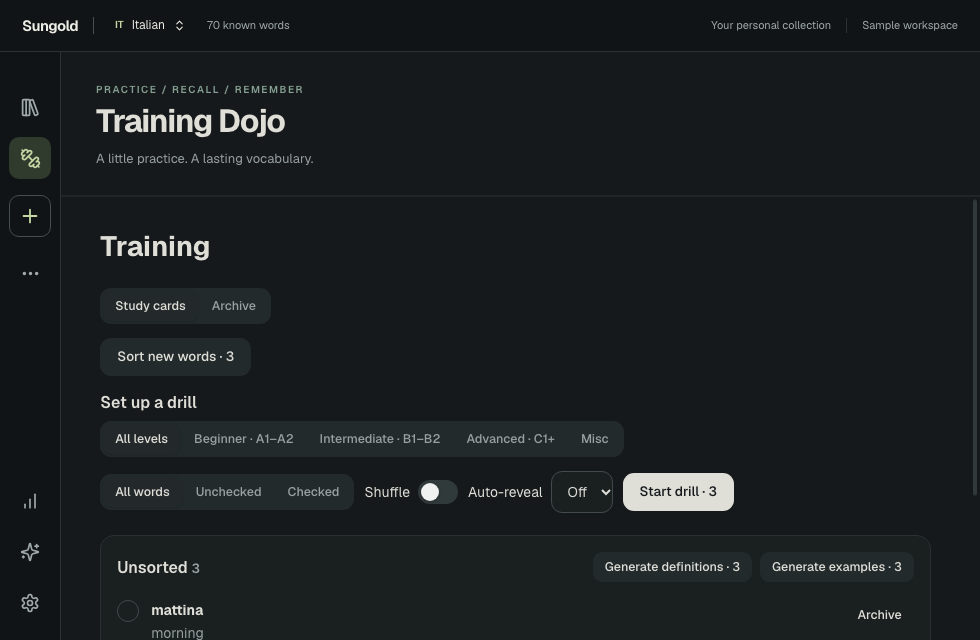 Sungold IT Italian 70 known words Your personal collection Sample workspace
PRACTICE / RECALL / REMEMBER
Training Dojo
A little practice. A lasting vocabulary.
Training
Study cards Archive
Sort new words · 3
Set up a drill
All levels Beginner · A1–A2 Intermediate · B1–B2 Advanced · C1+ Misc
All words Unchecked Checked Shuffle Auto-reveal Off Start drill · 3
Unsorted 3 Generate definitions · 3 Generate examples · 3
mattina Archive
morning